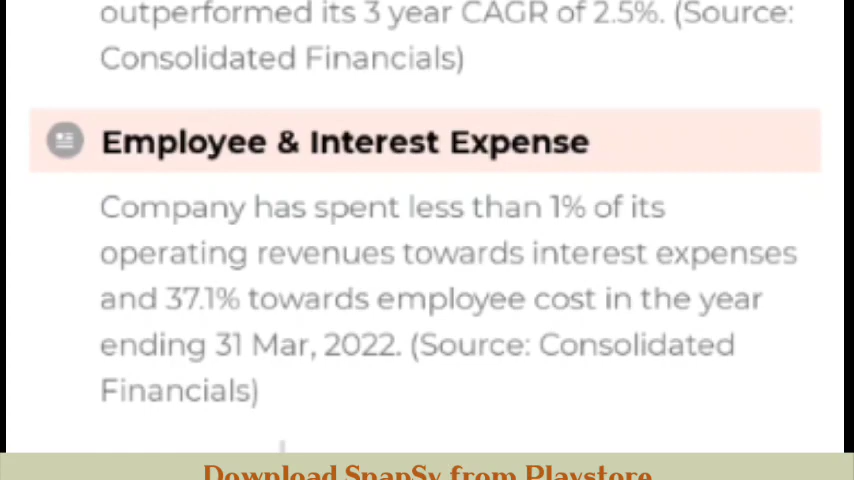 outperformed its 3 year CAGR of 2.5%. (Source:
Consolidated Financials)
Employee & Interest Expense
Company has spent less than 1% of its
operating revenues towards interest expenses
and 37.1% towards employee cost in the year
ending 31 Mar, 2022. (Source: Consolidated
Financials)
Download SnapSy from Playstore